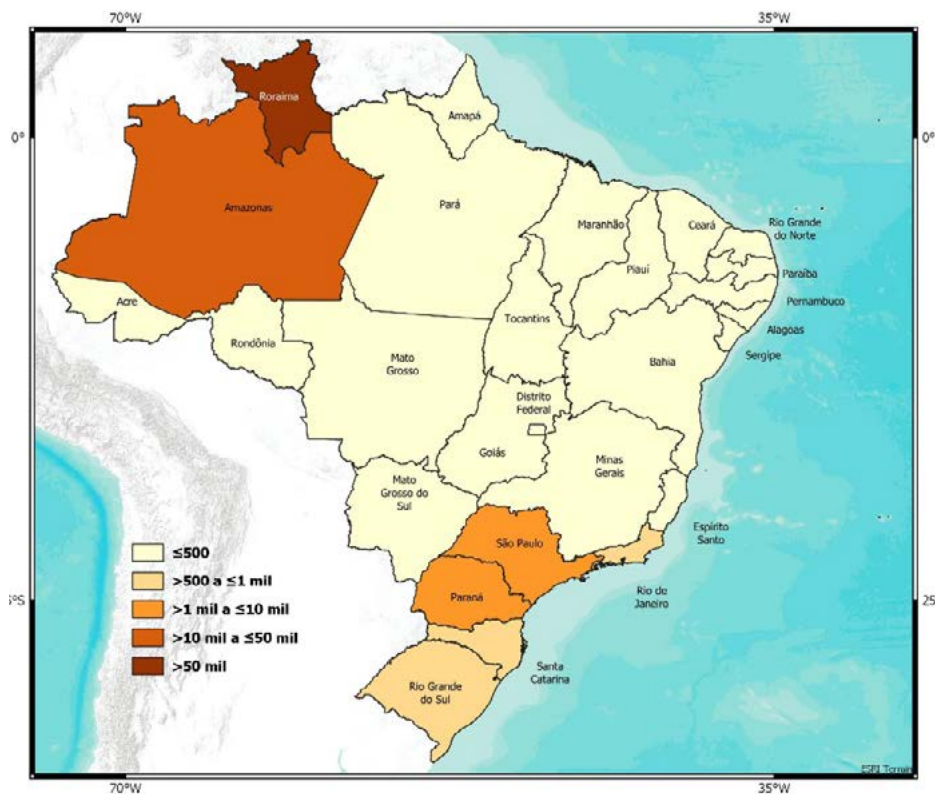 70°W
35°W
Roraima
Amapá
0°
0°
Amazonas
Pará
Maranhão
Ceará
Rio Grande
do Norte
Piauí
Paraíba
Acre
Pernambuco
Tocantins
Alagoas
Rondônia
Mato
Grosso
Bahia
Sergipe
Distrito
Federal
Goiás
Minas
Gerais
Mato
Grosso do
Sul
Espírito
Santo
São Paulo
≤500
>500 a ≤1 mil
Rio de
Janeiro
Paraná
°S
25°
>1 mil a ≤10 mil
>10 mil a ≤50 mil
>50 mil
Santa
Catarina
Rio Grande
do Sul
ESRI Terrain
70°W
35°W